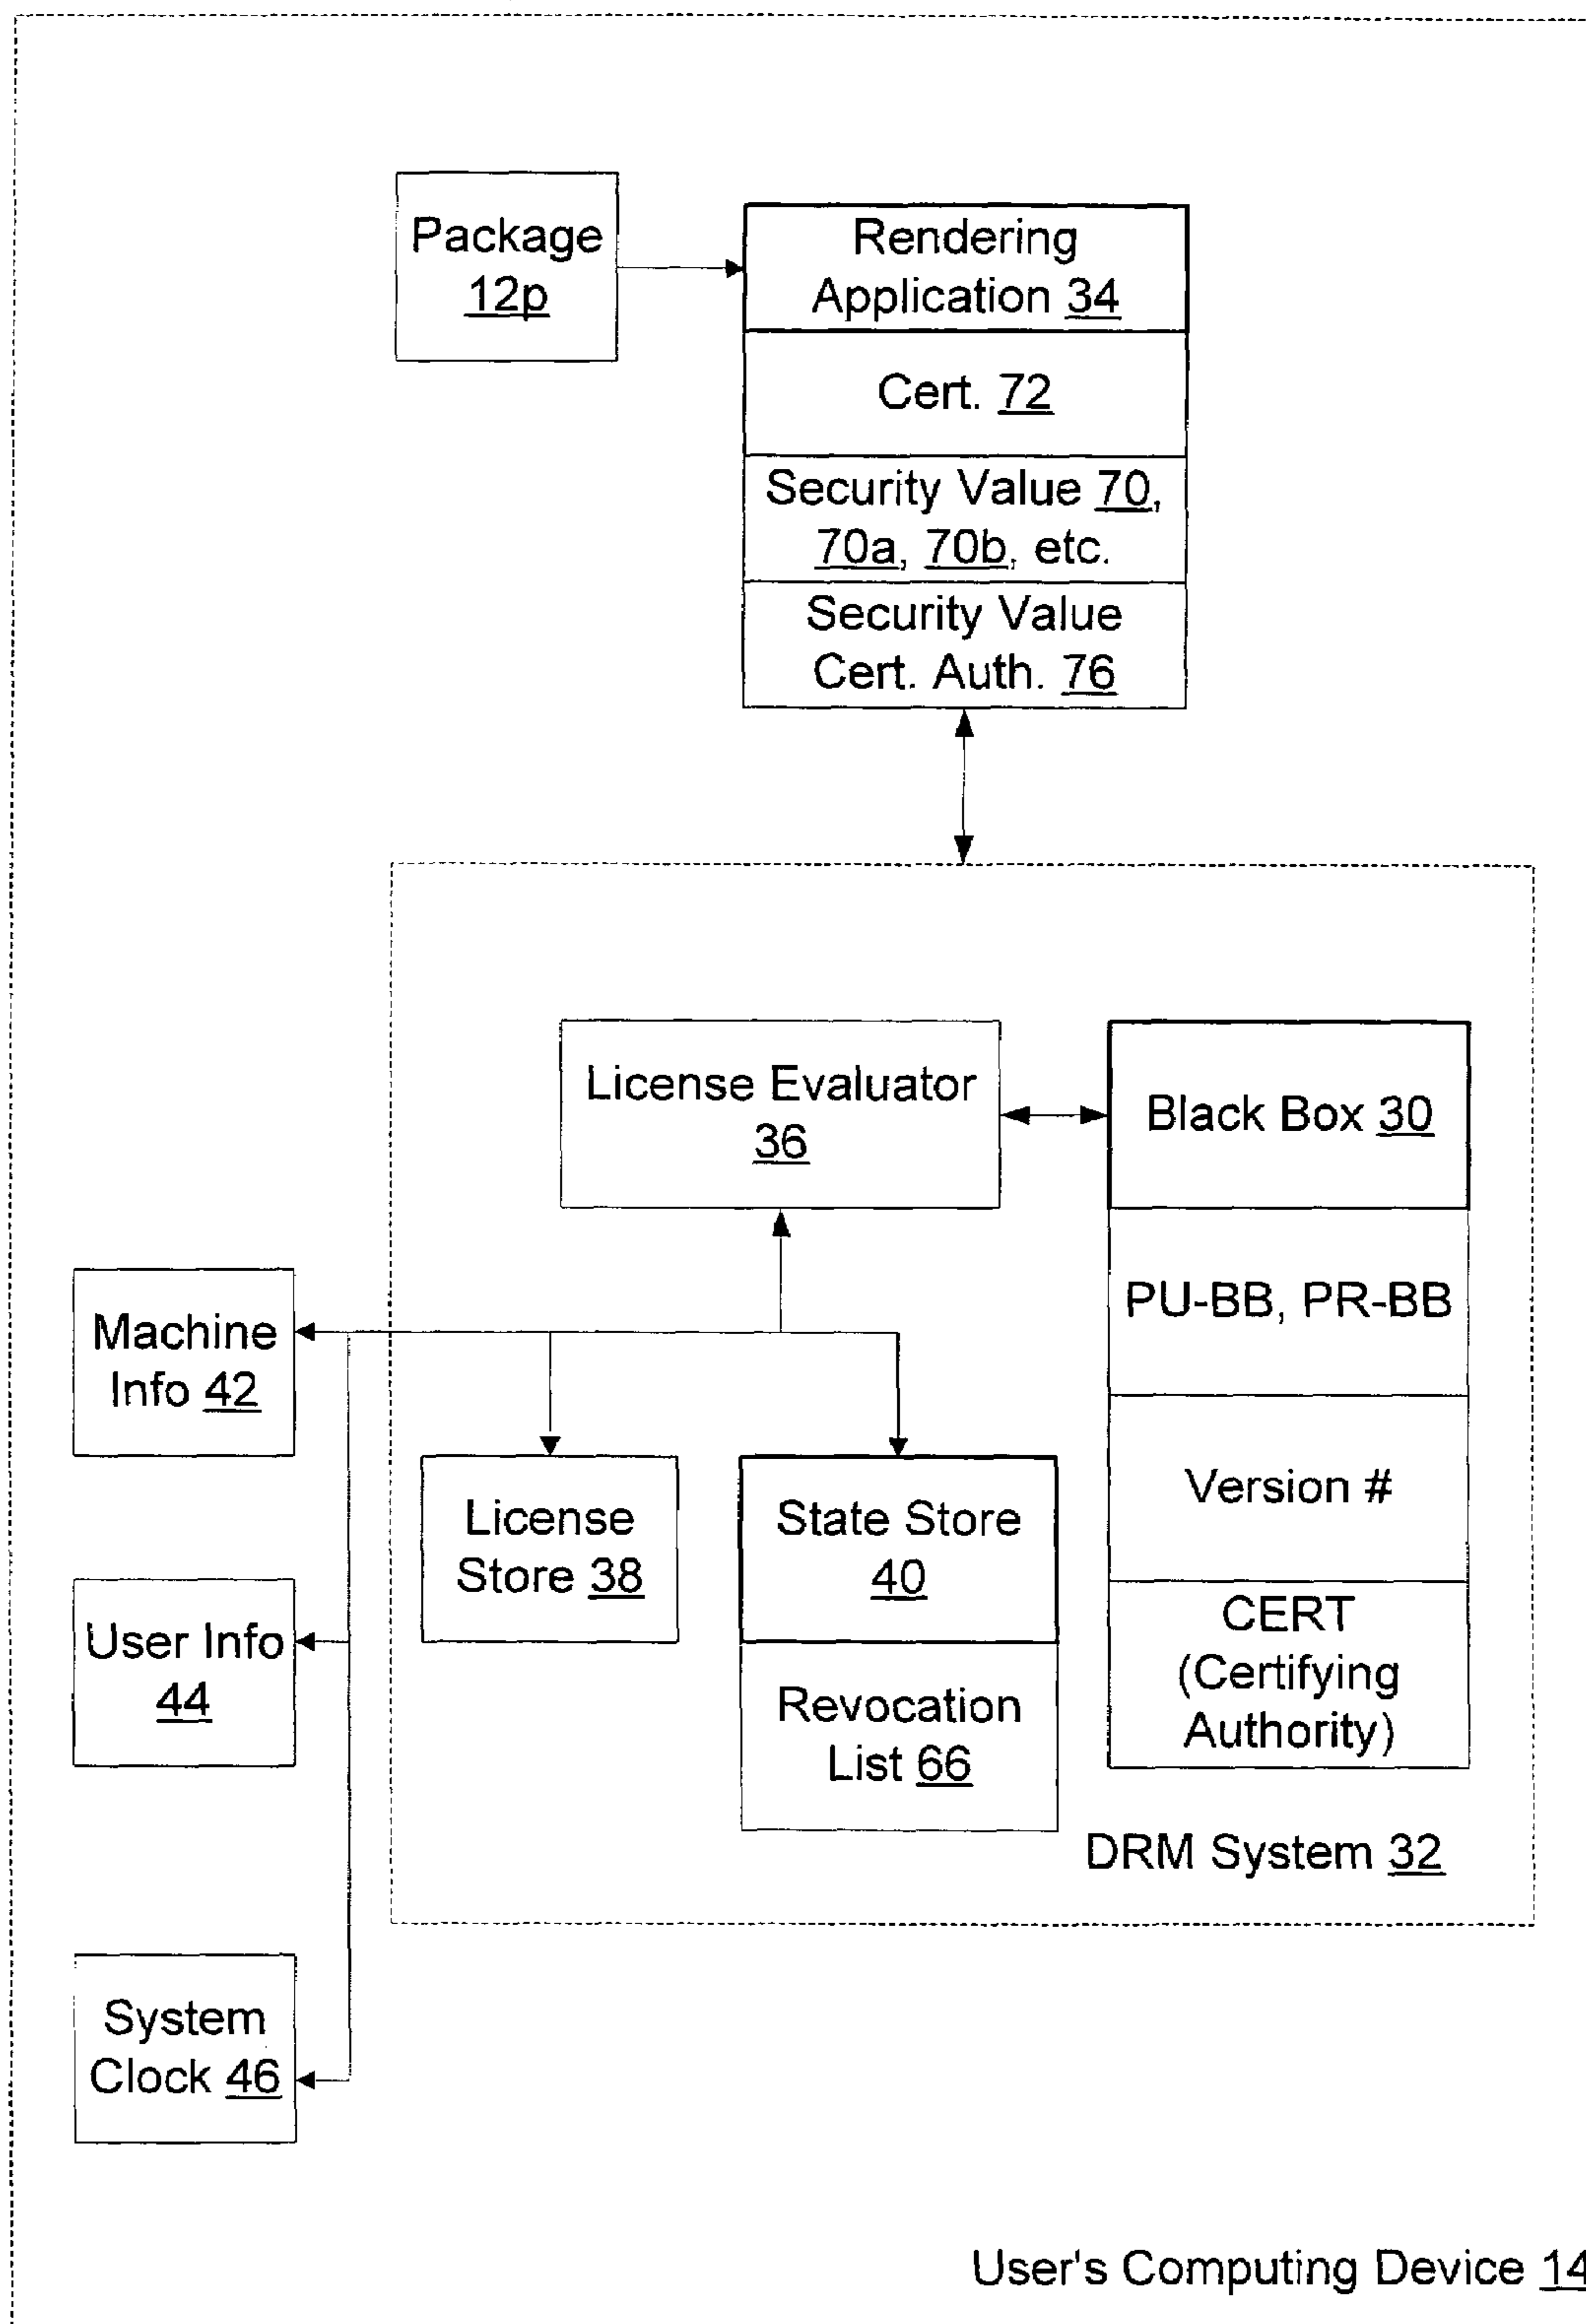 Package
12p
Rendering
Application 34
Cert. 72
Security Value 70,
70a, 70b, etc.
Security Value
Cert. Auth. 76
License Evaluator
36
Black Box 30
PU-BB, PR-BB
Machine
Info 42
License
Store 38
State Store
40
Version #
User Info
44
Revocation
List 66
CERT
(Certifying
Authority)
DRM System 32
System
Clock 46
User's Computing Device 14